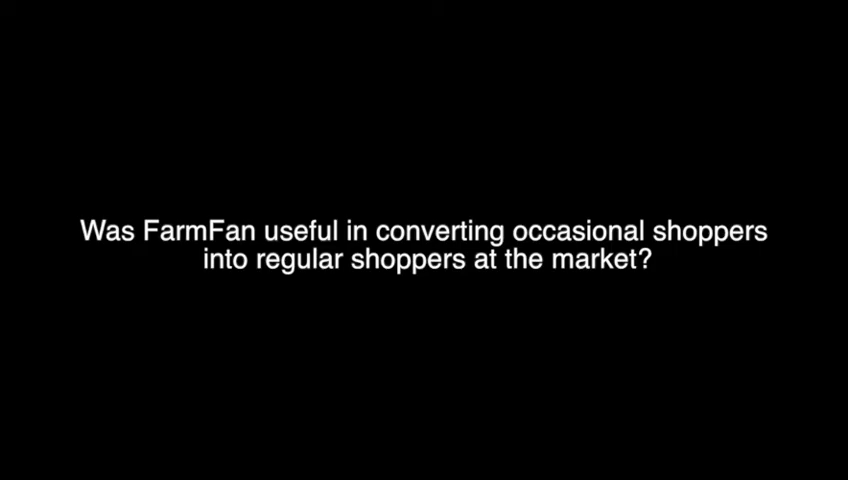 Was FarmFan useful in converting occasional shoppers
into regular shoppers at the market?